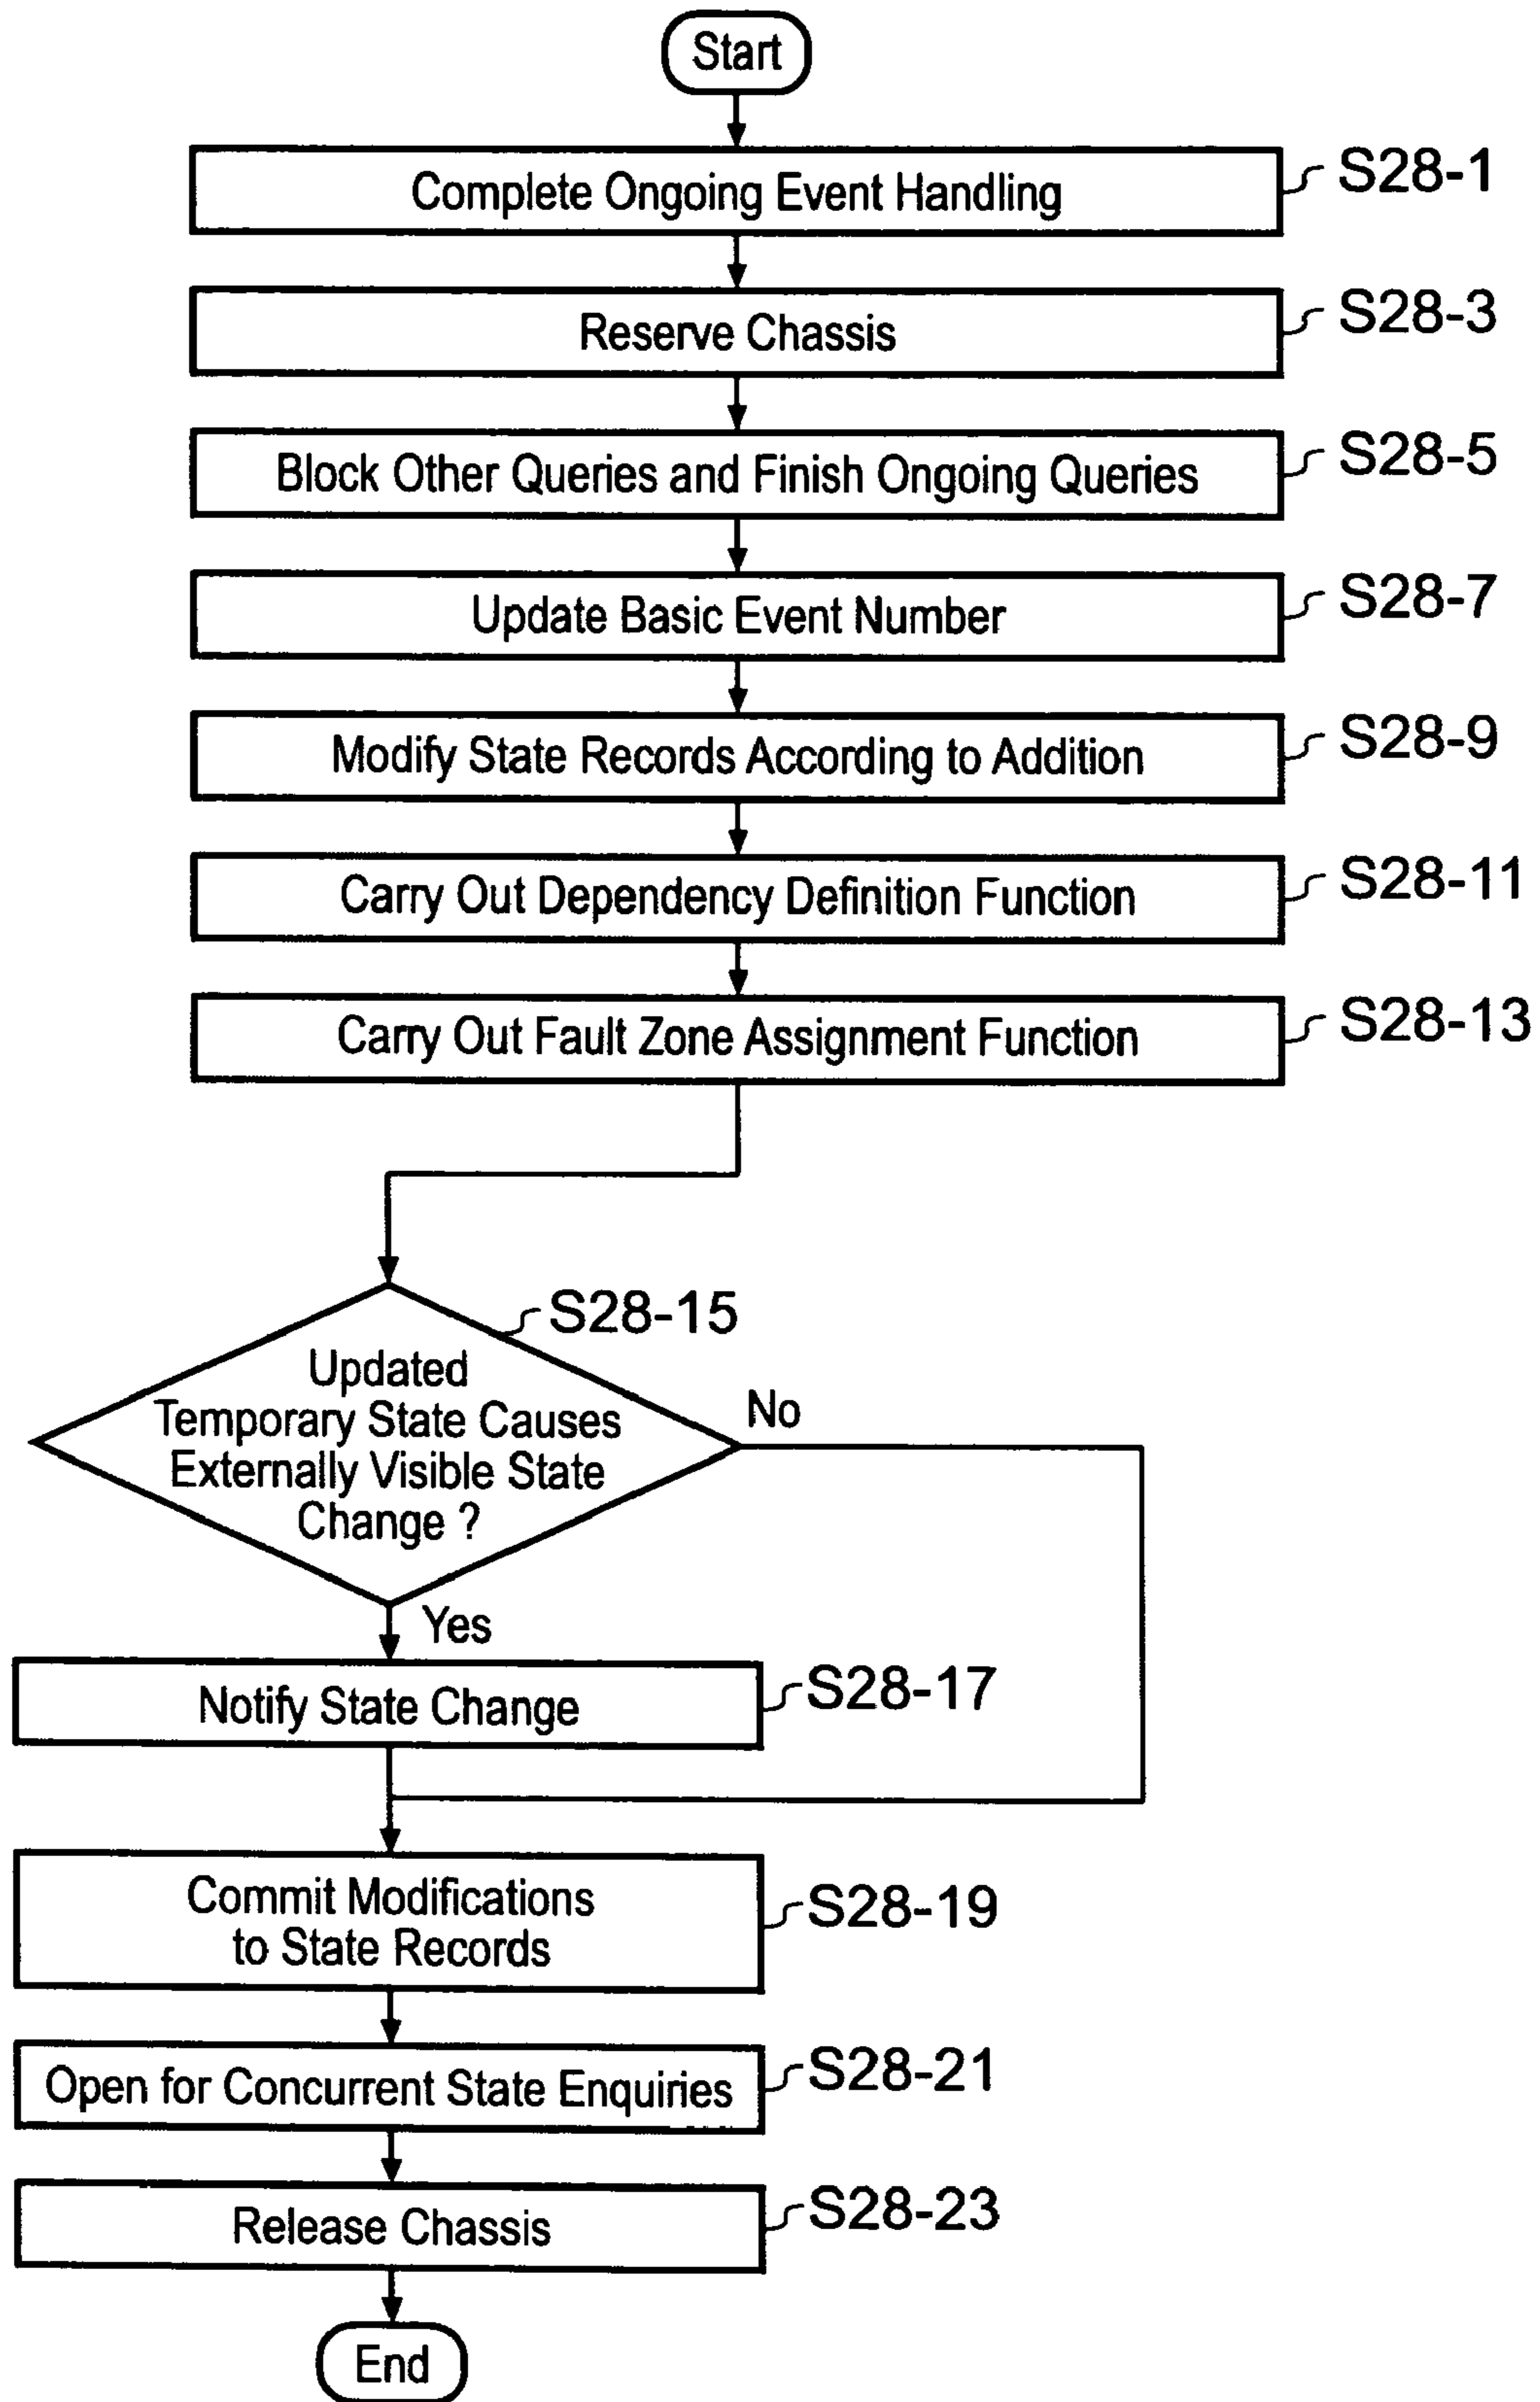 Start
Complete Ongoing Event Handling
S28-1
Reserve Chassis
S28-3
Block Other Queries and Finish Ongoing Queries
S28-5
Update Basic Event Number
S28-7
Modify State Records According to Addition
S28-9
Carry Out Dependency Definition Function
S28-11
Carry Out Fault Zone Assignment Function
S28-13
S28-15
Updated
Temporary State Causes
Externally Visible State
Change ?
No
Yes
Notify State Change
S28-17
Commit Modifications
to State Records
S28-19
Open for Concurrent State Enquiries
S28-21
Release Chassis
S28-23
End